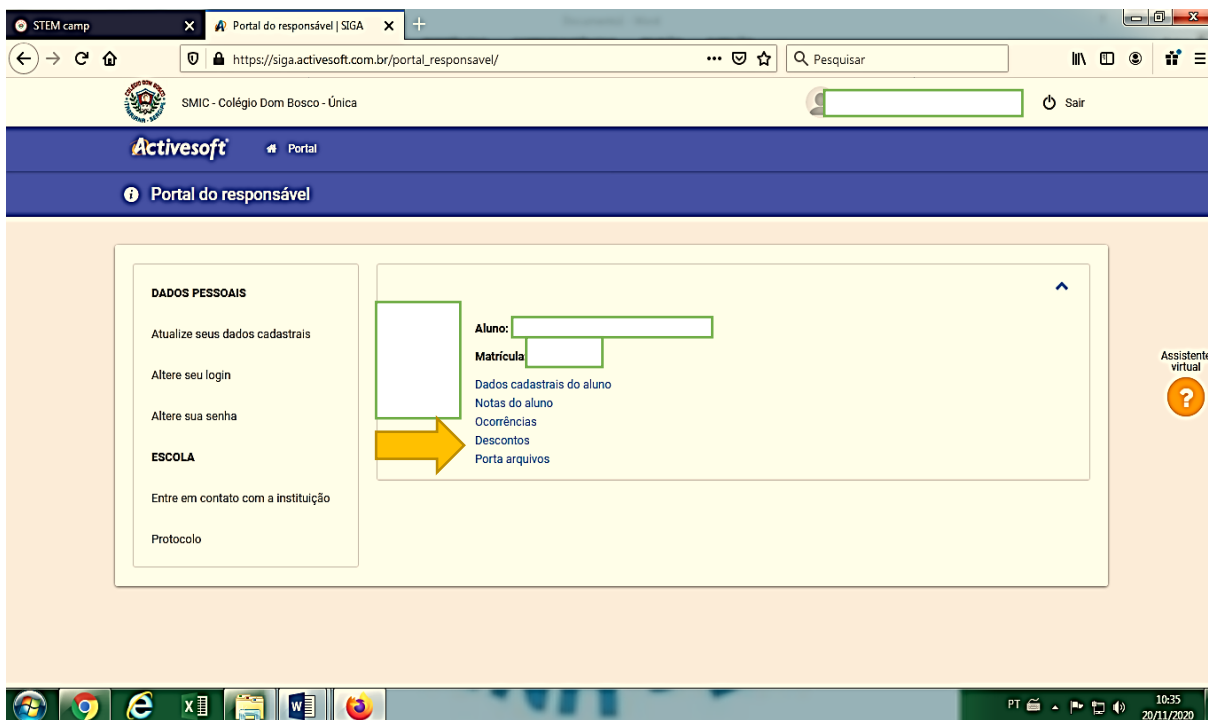 STEM camp
Portal do responsável | SIGA
https://siga.activesoft.com.br/portal_responsavel/
Pesquisar
SMIC - Colégio Dom Bosco - Única
Sair
Activesoft
Portal
Portal do responsável
DADOS PESSOAIS
Atualize seus dados cadastrais
Altere seu login
Altere sua senha
ESCOLA
Entre em contato com a instituição
Protocolo
Aluno:
Matrícula
Dados cadastrais do aluno
Notas do aluno
Ocorrências
Descontos
Porta arquivos
Assistente
virtual
PT
10:35
20/11/2020